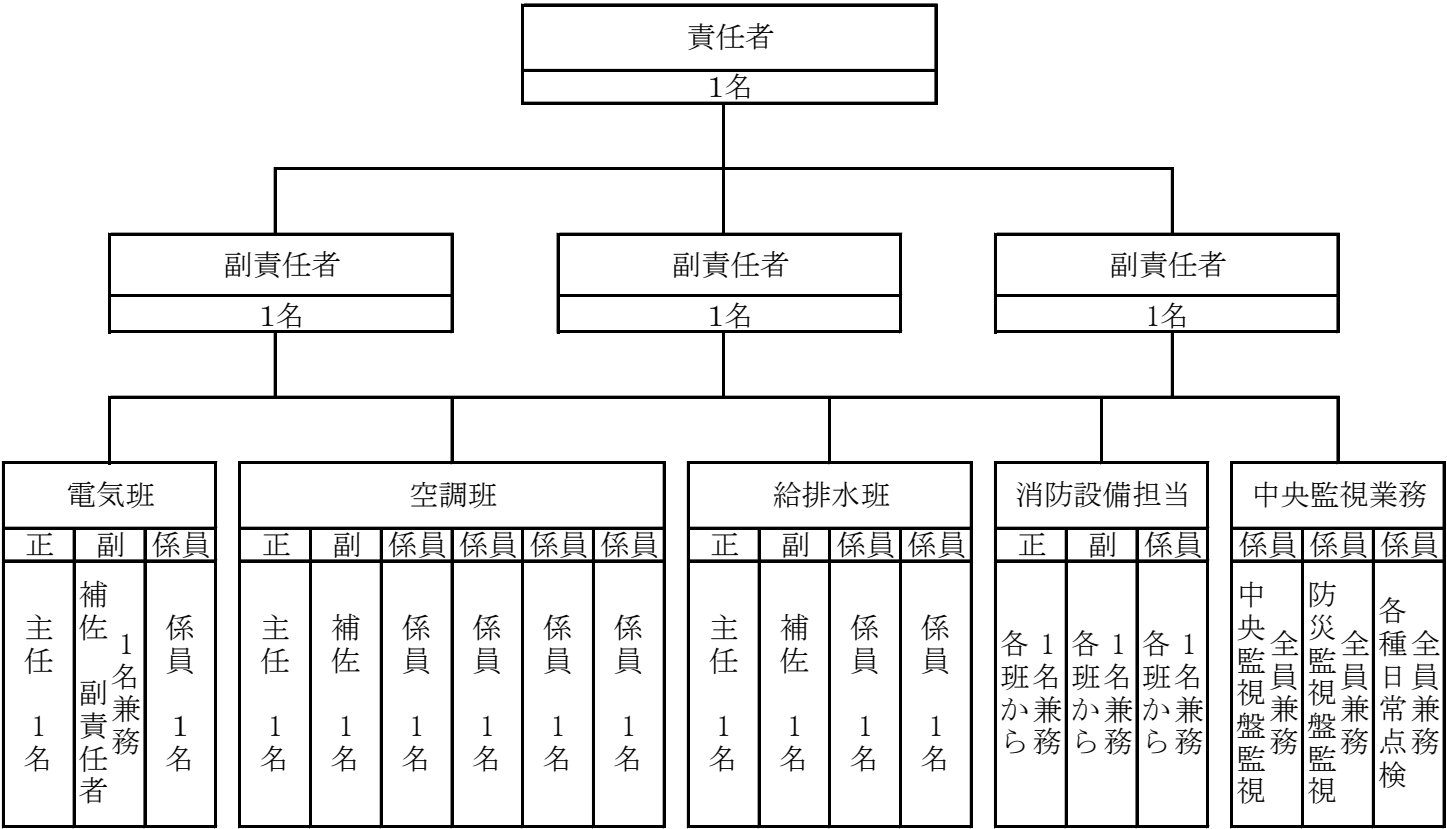 責任者
1名
副責任者
1名
副責任者
1名
副責任者
1名
電気班
正
副
係員
主任 1名
補佐 副責任者
1名兼務
係員 1名
空調班
正
副
係員
係員
係員
係員
主任 1名
補佐 1名
係員 1名
係員 1名
係員 1名
係員 1名
給排水班
正
副
係員
係員
主任 1名
補佐 1名
係員 1名
係員 1名
消防設備担当
正
副
係員
各班から
1名兼務
各班から
1名兼務
各班から
1名兼務
中央監視業務
係員
係員
係員
中央監視盤監視
全員兼務
防災監視盤監視
全員兼務
各種日常点検
全員兼務